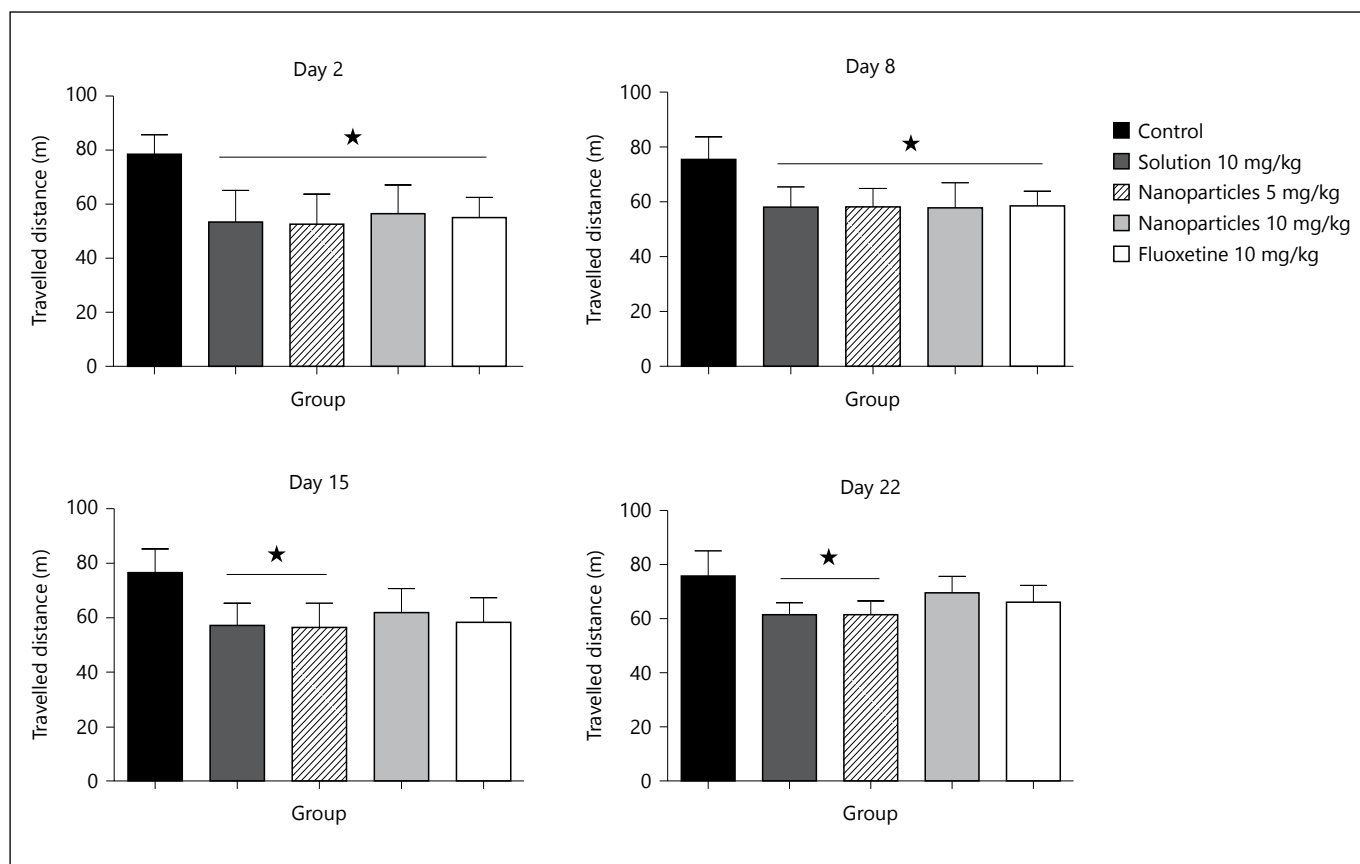 Day 2
100
80
60
40
20
0
Travelled distance (m)
★
Group
Day 8
100
80
60
40
20
0
Travelled distance (m)
★
Group
Control
Solution 10 mg/kg
Nanoparticles 5 mg/kg
Nanoparticles 10 mg/kg
Fluoxetine 10 mg/kg
Day 15
100
80
60
40
20
0
Travelled distance (m)
★
Group
Day 22
100
80
60
40
20
0
Travelled distance (m)
★
Group